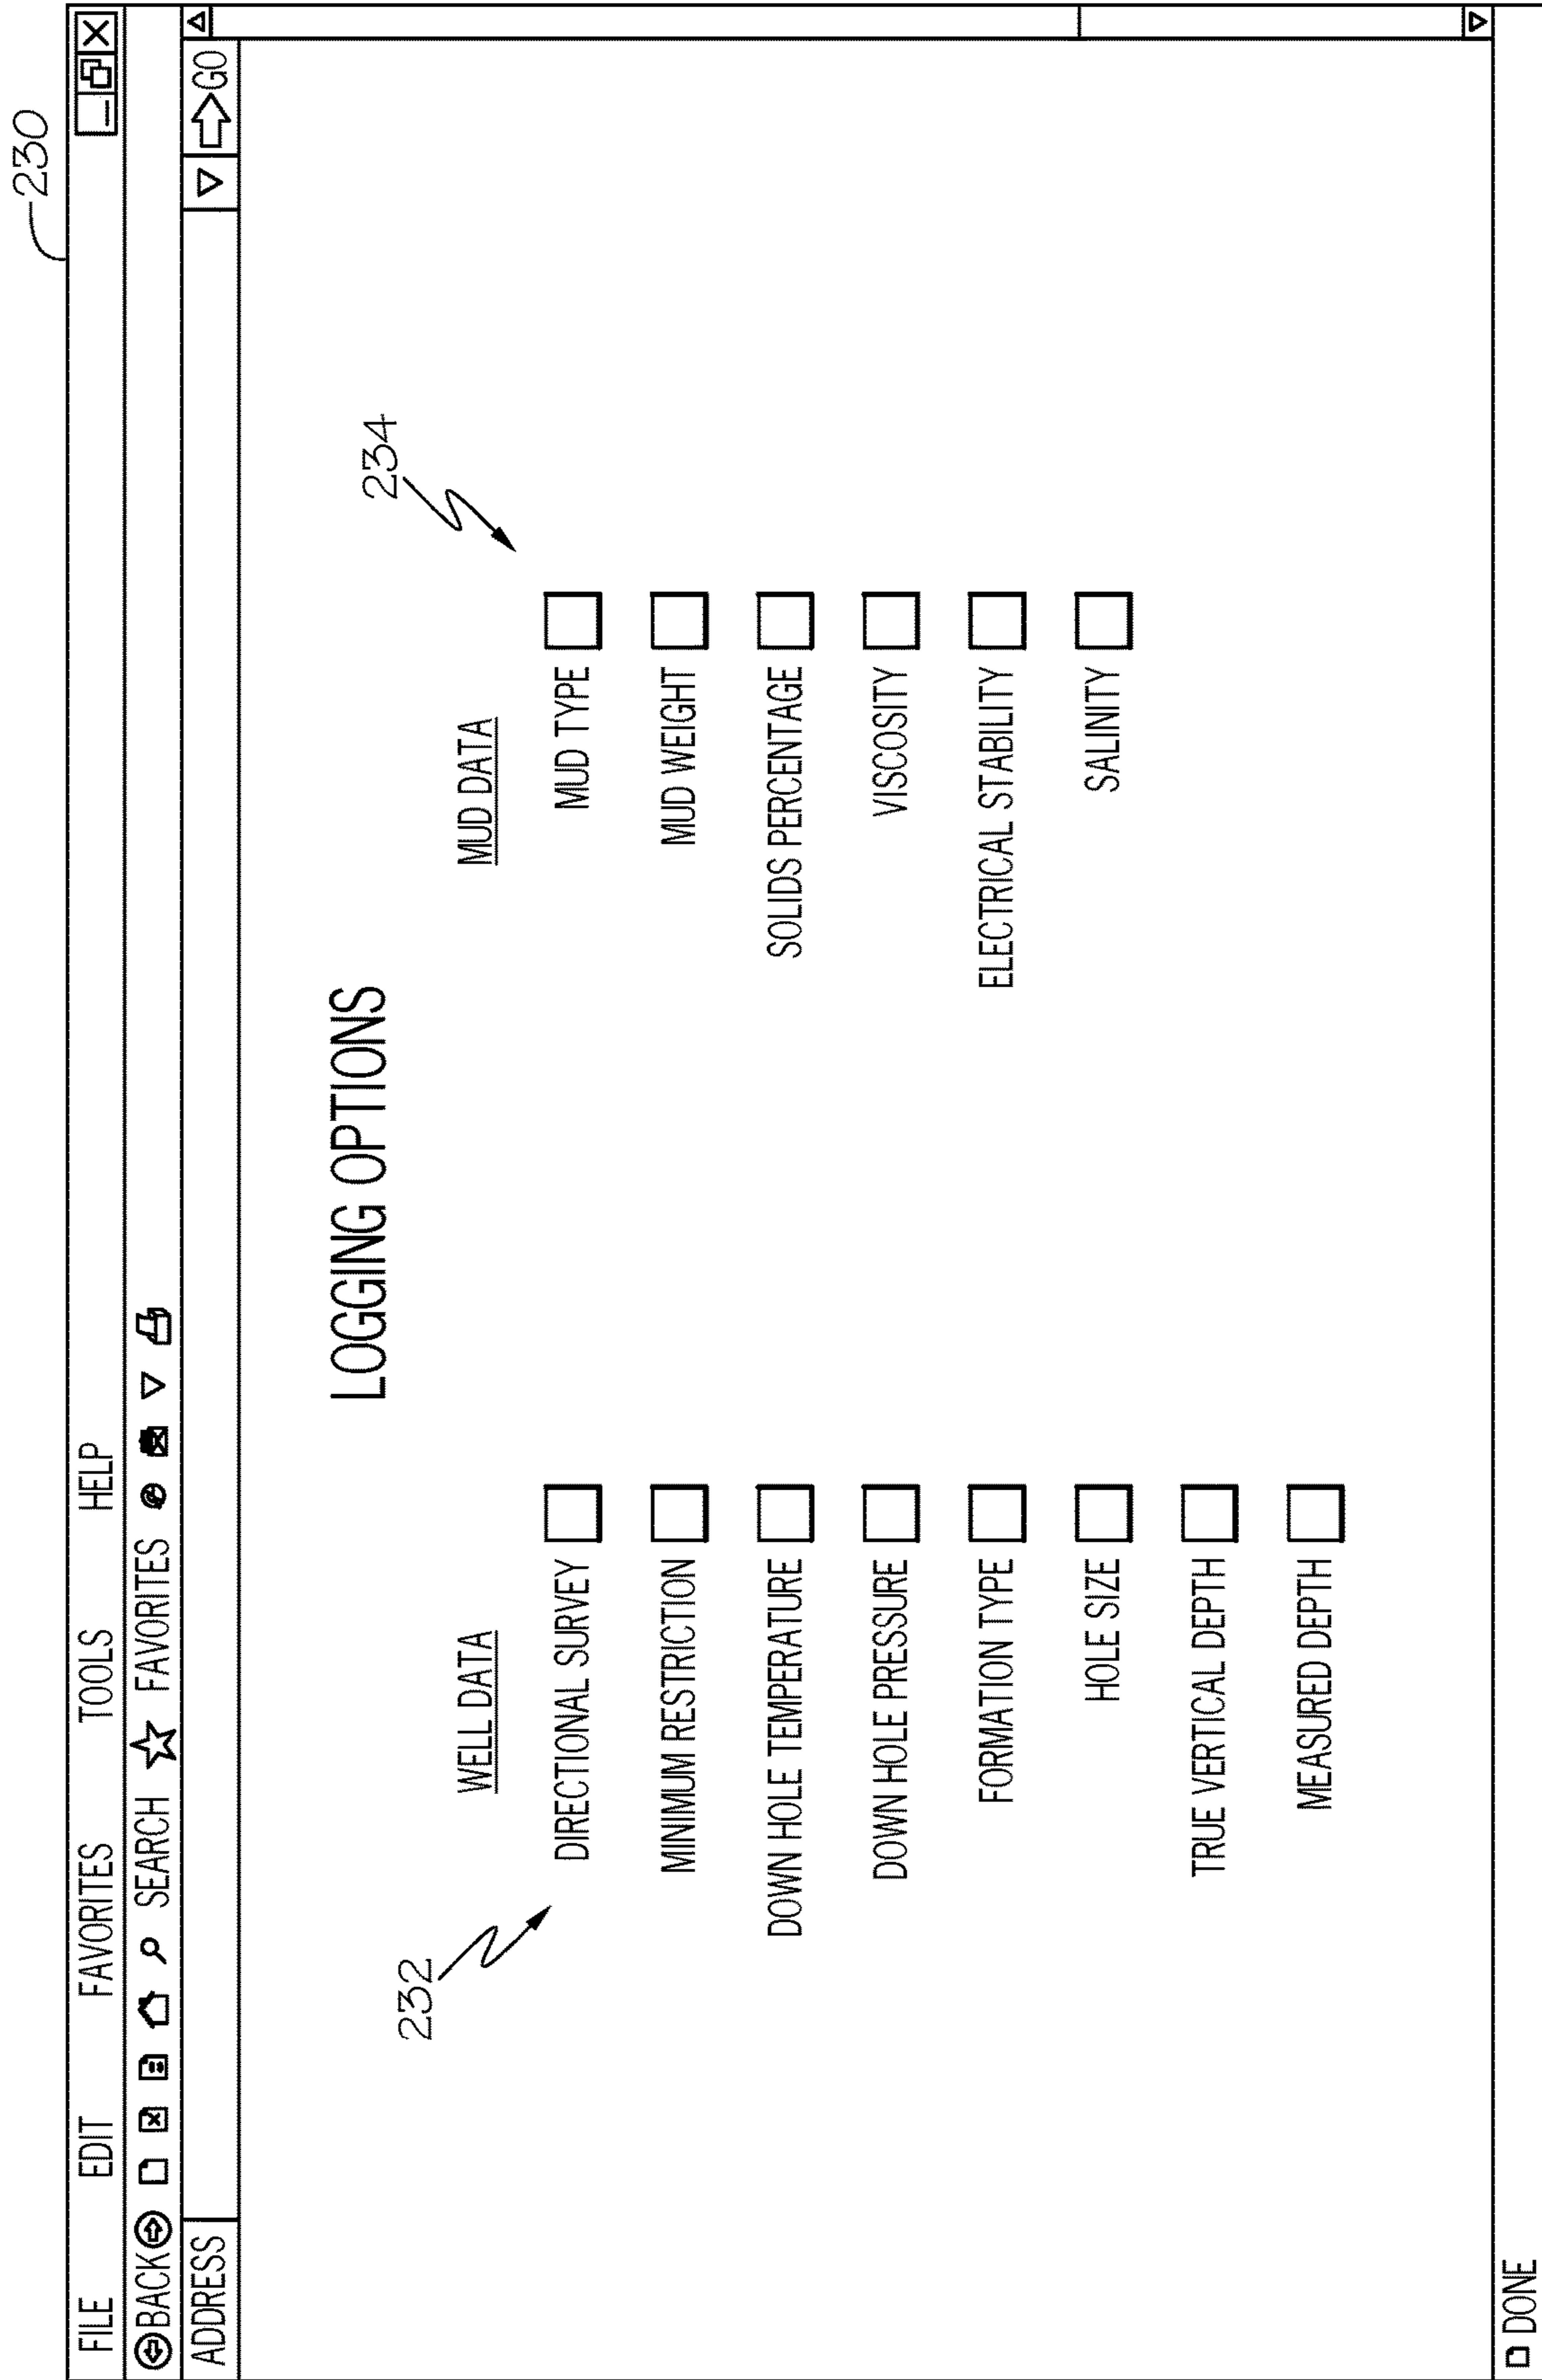 230
FILE EDIT FAVORITES TOOLS HELP
BACK SEARCH FAVORITES
ADDRESS GO
LOGGING OPTIONS
232
234
WELL DATA
DIRECTIONAL SURVEY
MINIMUM RESTRICTION
DOWN HOLE TEMPERATURE
DOWN HOLE PRESSURE
FORMATION TYPE
HOLE SIZE
TRUE VERTICAL DEPTH
MEASURED DEPTH
MUD DATA
MUD TYPE
MUD WEIGHT
SOLIDS PERCENTAGE
VISCOSITY
ELECTRICAL STABILITY
SALINITY
DONE